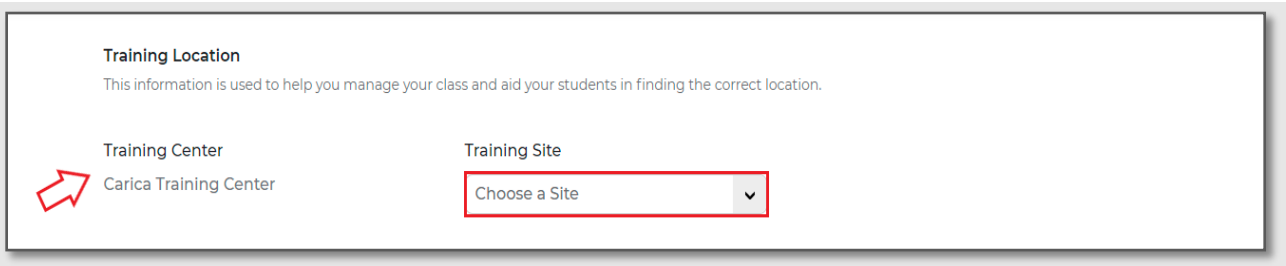 Training Location
This information is used to help you manage your class and aid your students in finding the correct location.
Training Center
Training Site
Carica Training Center
Choose a Site